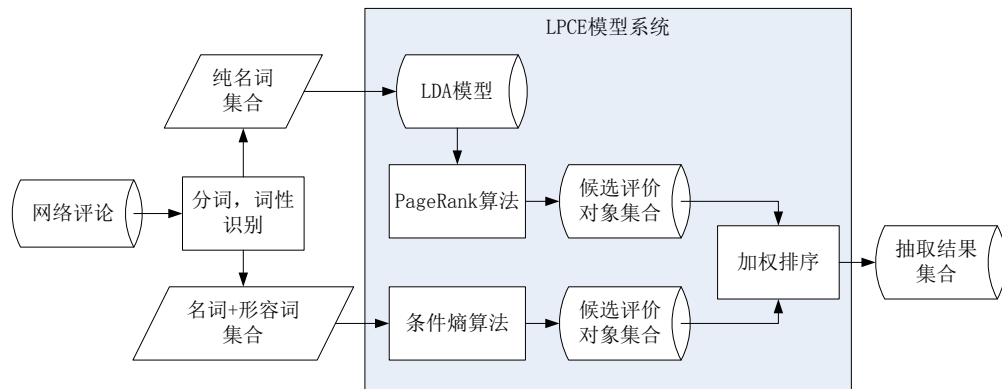 LPCE模型系统
纯名词
集合
LDA模型
网络评论
分词，词性
识别
PageRank算法
候选评价
对象集合
加权排序
抽取结果
集合
名词+形容词
集合
条件熵算法
候选评价
对象集合